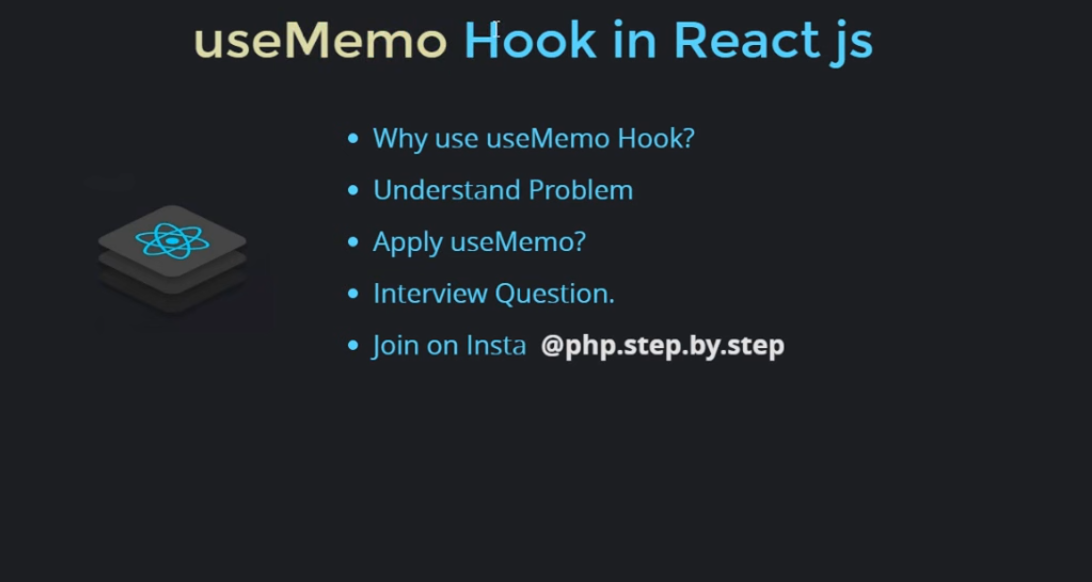 useMemo Hook in React js
Why use useMemo Hook?
Understand Problem
Apply useMemo?
Interview Question.
Join on Insta @php.step.by.step